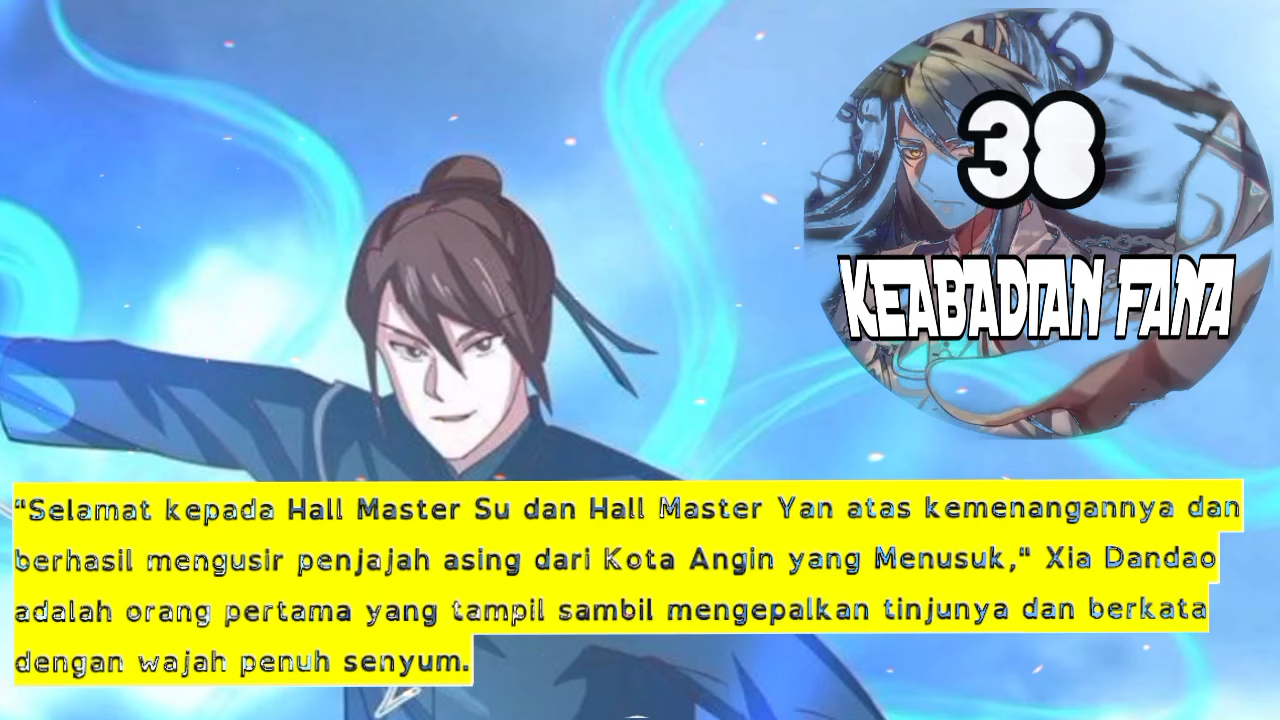 38
KEABADIAN FANA
"Selamat kepada Hall Master Su dan Hall Master Yan atas kemenangannya dan
berhasil mengusir penjajah asing dari Kota Angin yang Menusuk," Xia Dandao
adalah orang pertama yang tampil sambil mengepalkan tinjunya dan berkata
dengan wajah penuh senyum.